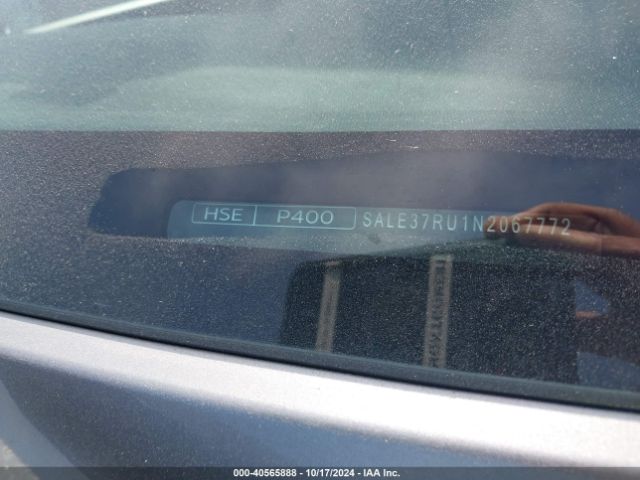 HSE P400 SALE37RU1N2067772
000-40565888 - 10/17/2024 - IAA Inc.